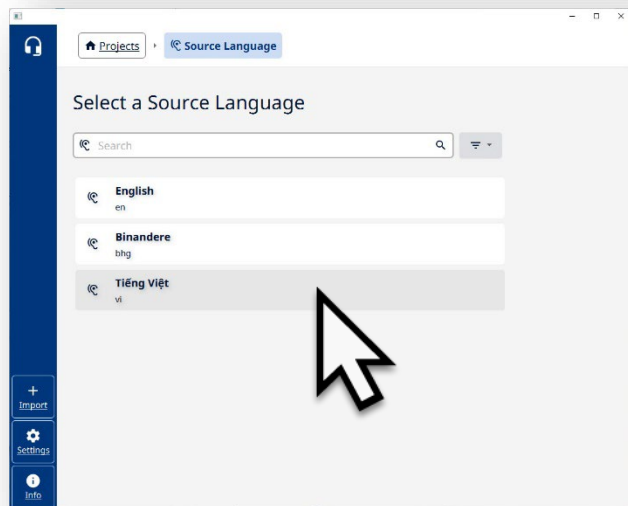 Projects
Source Language
Select a Source Language
Search
English
en
Binandere
bhg
Tiếng Việt
vi
Import
Settings
Info